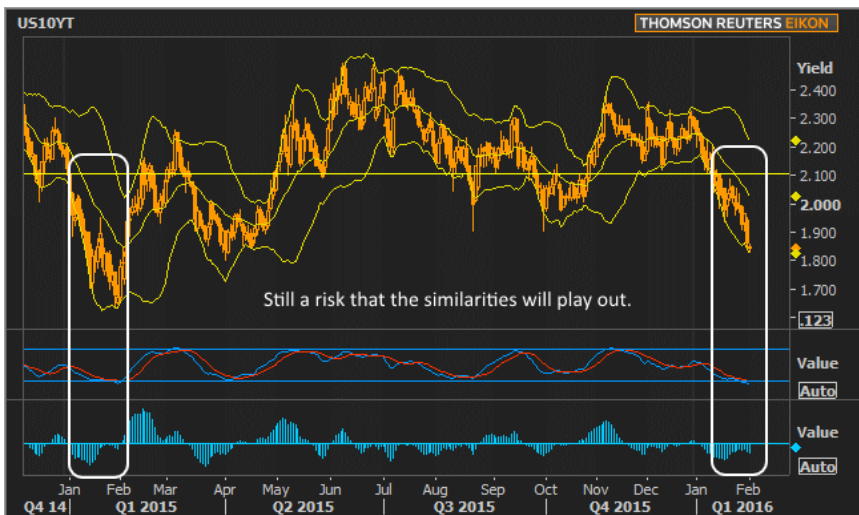 US10YT
THOMSON REUTERS EIKON
Yield
2.400
2.300
2.200
2.100
2.000
1.900
1.800
1.700
.123
Still a risk that the similarities will play out.
Value
Auto
Value
Auto
Jan Feb Mar Apr May Jun Jul Aug Sep Oct Nov Dec Jan Feb
Q4 14 Q1 2015 Q2 2015 Q3 2015 Q4 2015 Q1 2016